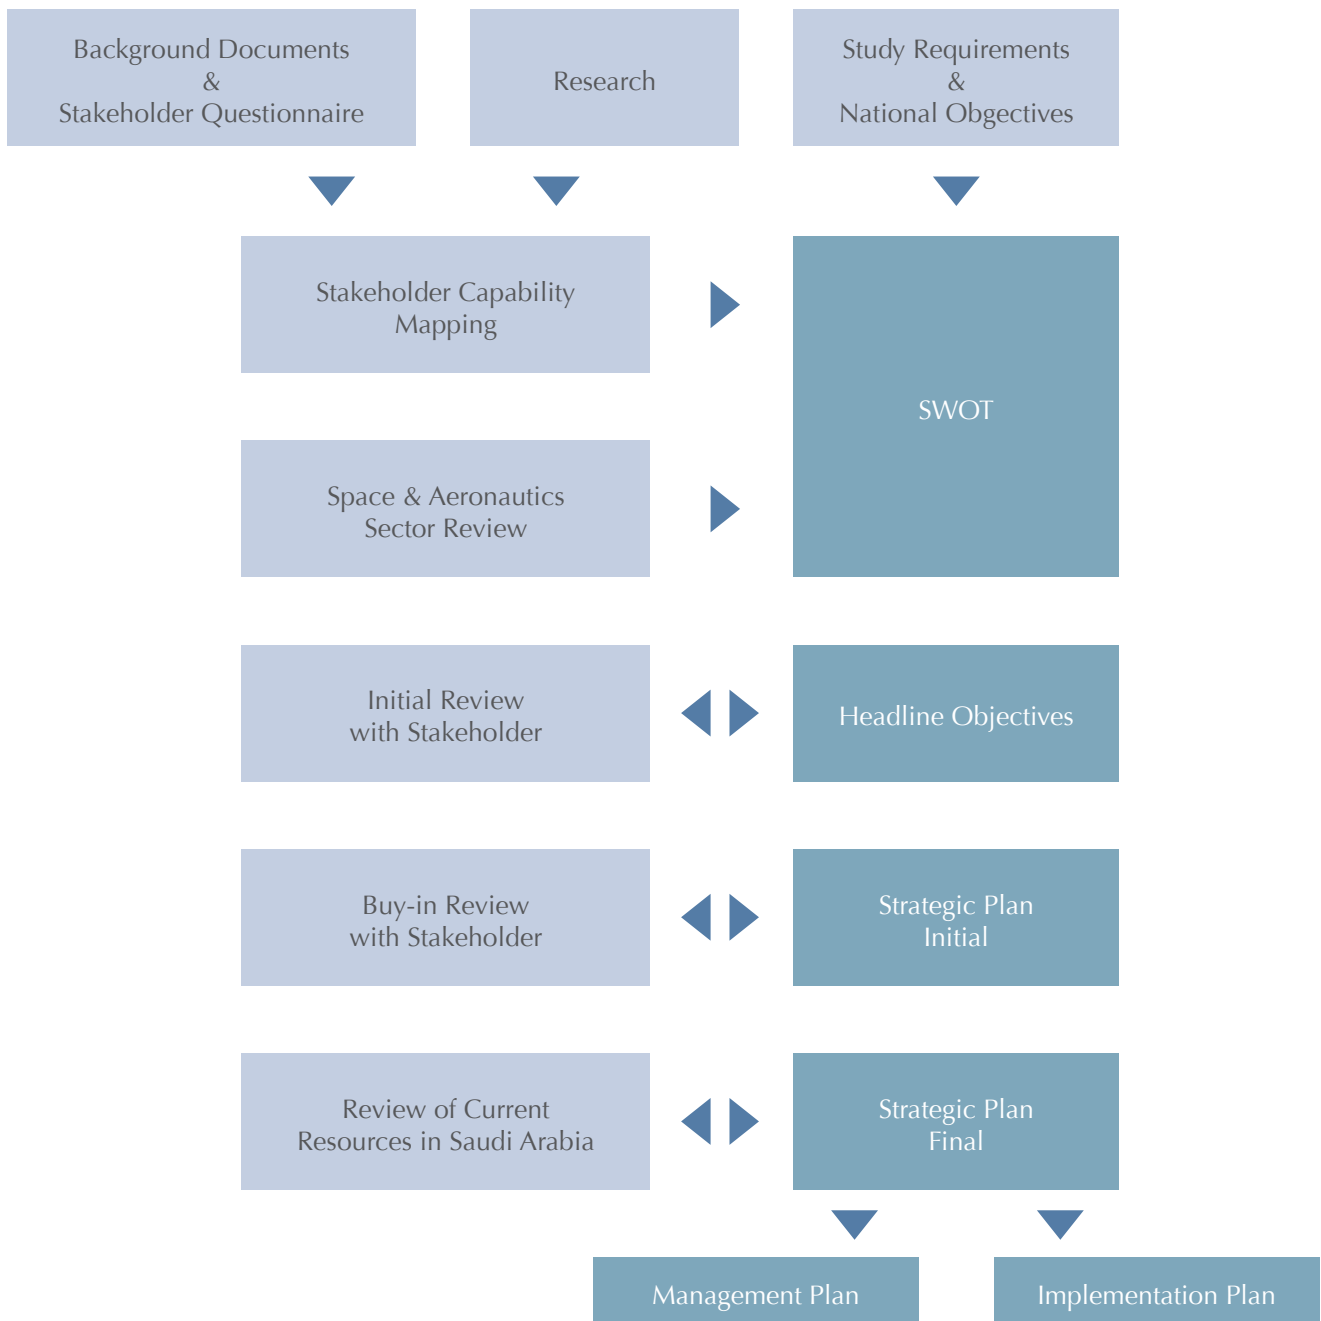 Background Documents
&
Stakeholder Questionnaire
Research
Study Requirements
&
National Obgectives
Stakeholder Capability
Mapping
SWOT
Space & Aeronautics
Sector Review
Initial Review
with Stakeholder
Headline Objectives
Buy-in Review
with Stakeholder
Strategic Plan
Initial
Review of Current
Resources in Saudi Arabia
Strategic Plan
Final
Management Plan
Implementation Plan